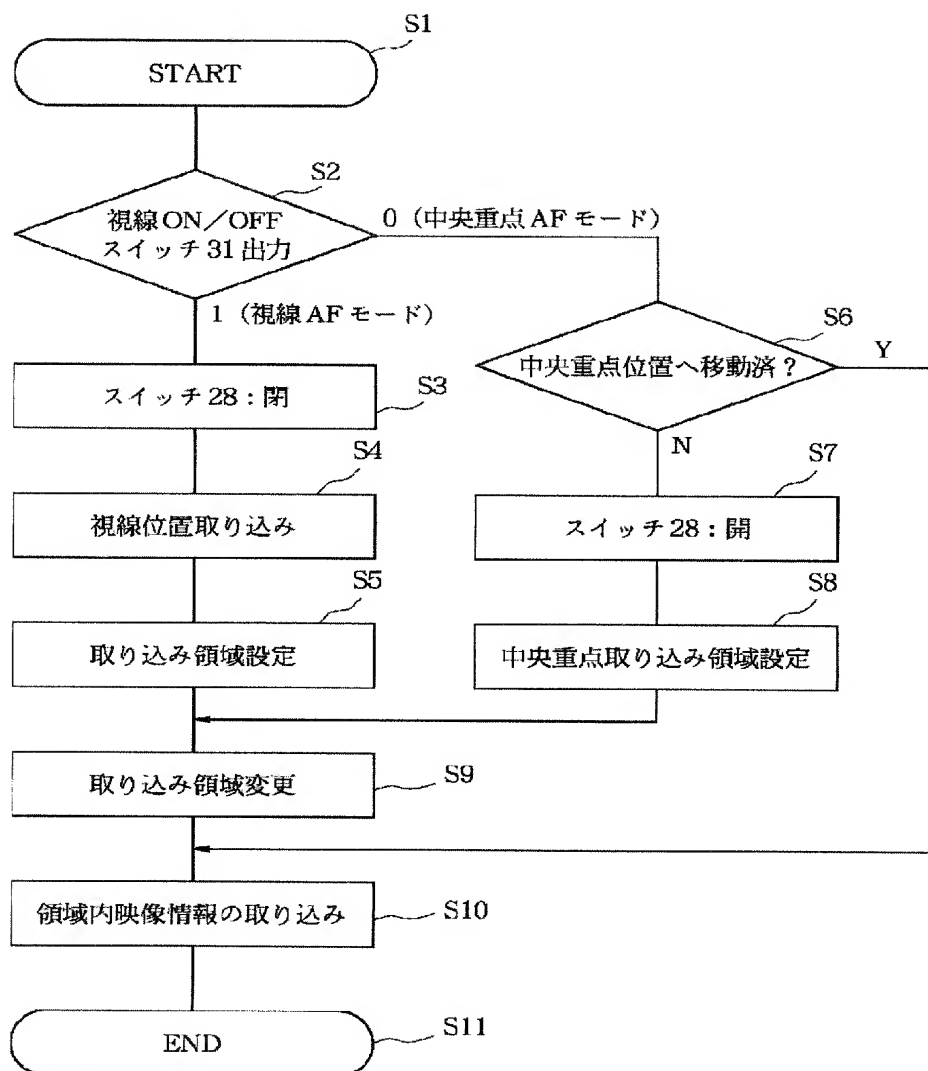 S1
START
S2
視線ON／OFF
スイッチ31出力
0（中央重点AFモード）
1（視線AFモード）
S6
中央重点位置へ移動済？
Y
N
スイッチ28：閉
S3
S4
視線位置取り込み
S7
スイッチ28：開
S5
取り込み領域設定
S8
中央重点取り込み領域設定
取り込み領域変更
S9
領域内映像情報の取り込み
S10
END
S11